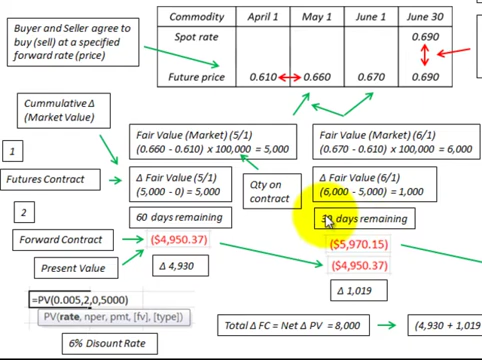 Commodity April 1 May 1 June 1 June 30
Spot rate 0.690
Future price 0.610 0.660 0.670 0.690
Buyer and Seller agree to
buy (sell) at a specified
forward rate (price)
Cummulative Δ
(Market Value)
Fair Value (Market) (5/1)
(0.660 - 0.610) x 100,000 = 5,000
Fair Value (Market) (6/1)
(0.670 - 0.610) x 100,000 = 6,000
1
Futures Contract
Δ Fair Value (5/1)
(5,000 - 0) = 5,000
Qty on
contract
Δ Fair Value (6/1)
(6,000 - 5,000) = 1,000
2
60 days remaining
days remaining
Forward Contract
($4,950.37)
($5,970.15)
Present Value
Δ 4,930
($4,950.37)
Δ 1,019
=PV(0.005,2,0,5000)
PV(rate, nper, pmt, [fv], [type])
6% Disount Rate
Total Δ FC = Net Δ PV = 8,000
(4,930 + 1,019